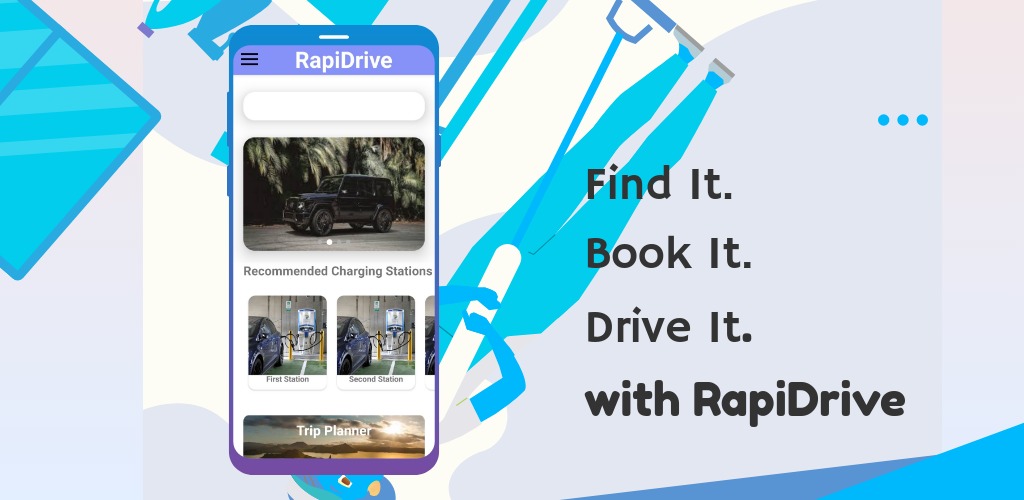 RapiDrive
Recommended Charging Stations
First Station
Second Station
Trip Planner
Find It.
Book It.
Drive It.
with RapiDrive